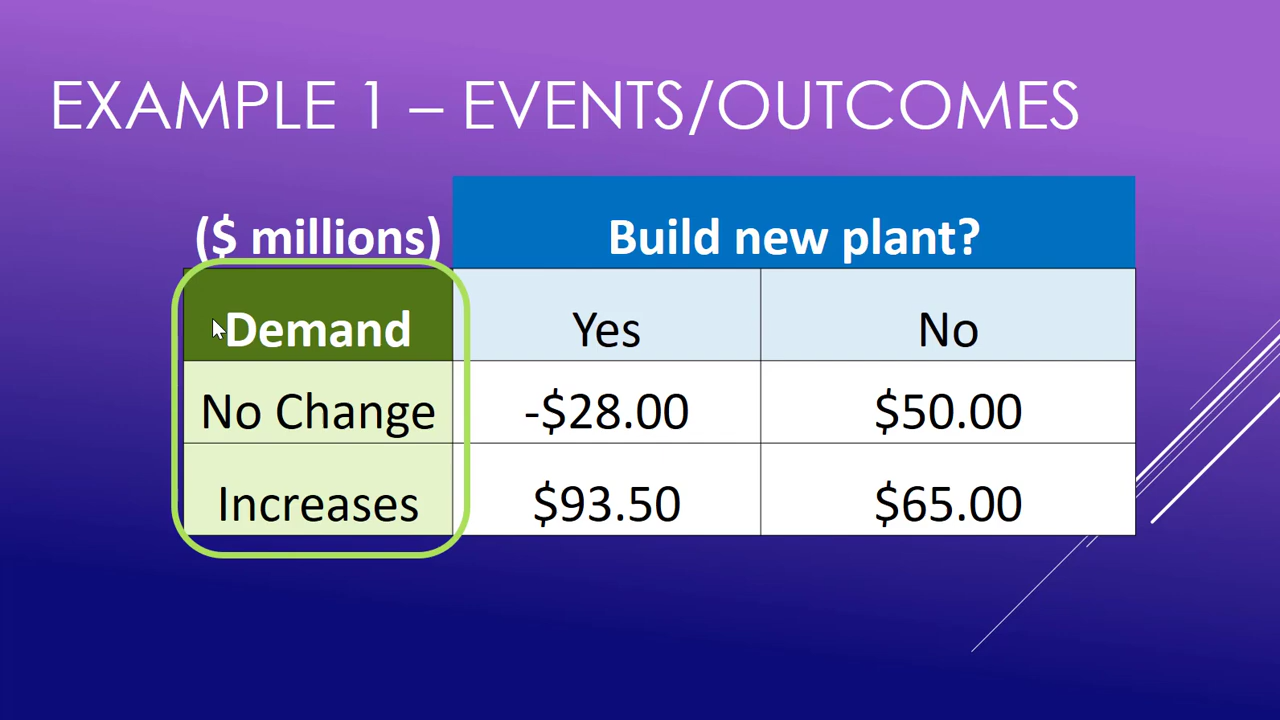 EXAMPLE 1 – EVENTS/OUTCOMES
($ millions) Build new plant?
Demand Yes No
No Change -$28.00 $50.00
Increases $93.50 $65.00